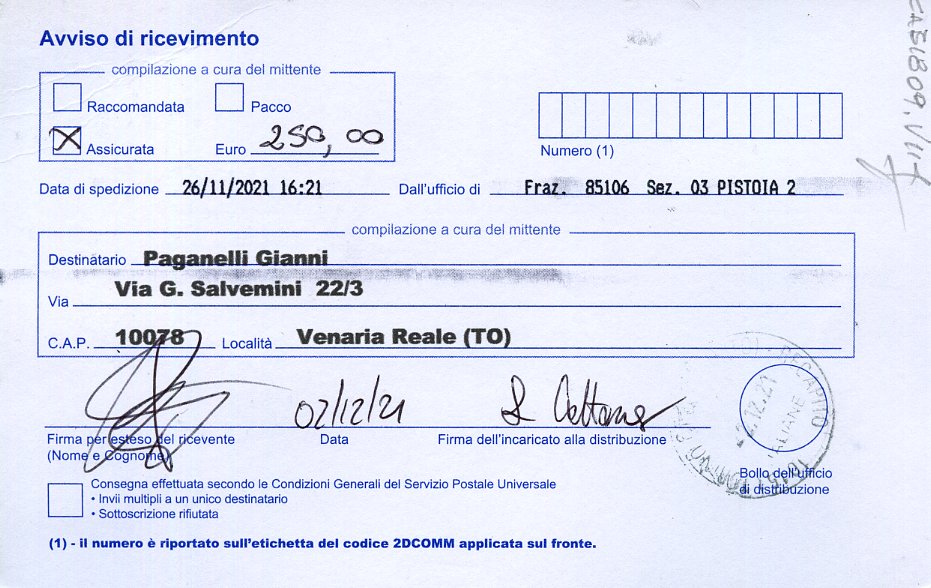 Avviso di ricevimento
compilazione a cura del mittente
Raccomandata Pacco
X Assicurata Euro 250,00
Numero (1)
Data di spedizione 26/11/2021 16:21 Dall'ufficio di Fraz. 85106 Sez. 03 PISTOIA 2
compilazione a cura del mittente
Destinatario Paganelli Gianni
Via Via G. Salvemini 22/3
C.A.P. 10078 Località Venaria Reale (TO)
02/12/21
Firma per esteso del ricevente Data Firma dell'incaricato alla distribuzione
(Nome e Cognome)
Bollo dell'ufficio
di distribuzione
Consegna effettuata secondo le Condizioni Generali del Servizio Postale Universale
• Invii multipli a un unico destinatario
• Sottoscrizione rifiutata
(1) - il numero è riportato sull'etichetta del codice 2DCOMM applicata sul fronte.